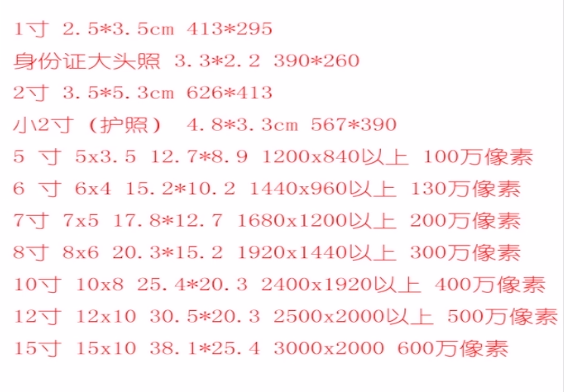 1寸 2.5*3.5cm 413*295
身份证大头照 3.3*2.2 390*260
2寸 3.5*5.3cm 626*413
小2寸（护照） 4.8*3.3cm 567*390
5 寸 5x3.5 12.7*8.9 1200x840以上 100万像素
6 寸 6x4 15.2*10.2 1440x960以上 130万像素
7寸 7x5 17.8*12.7 1680x1200以上 200万像素
8寸 8x6 20.3*15.2 1920x1440以上 300万像素
10寸 10x8 25.4*20.3 2400x1920以上 400万像素
12寸 12x10 30.5*20.3 2500x2000以上 500万像素
15寸 15x10 38.1*25.4 3000x2000 600万像素